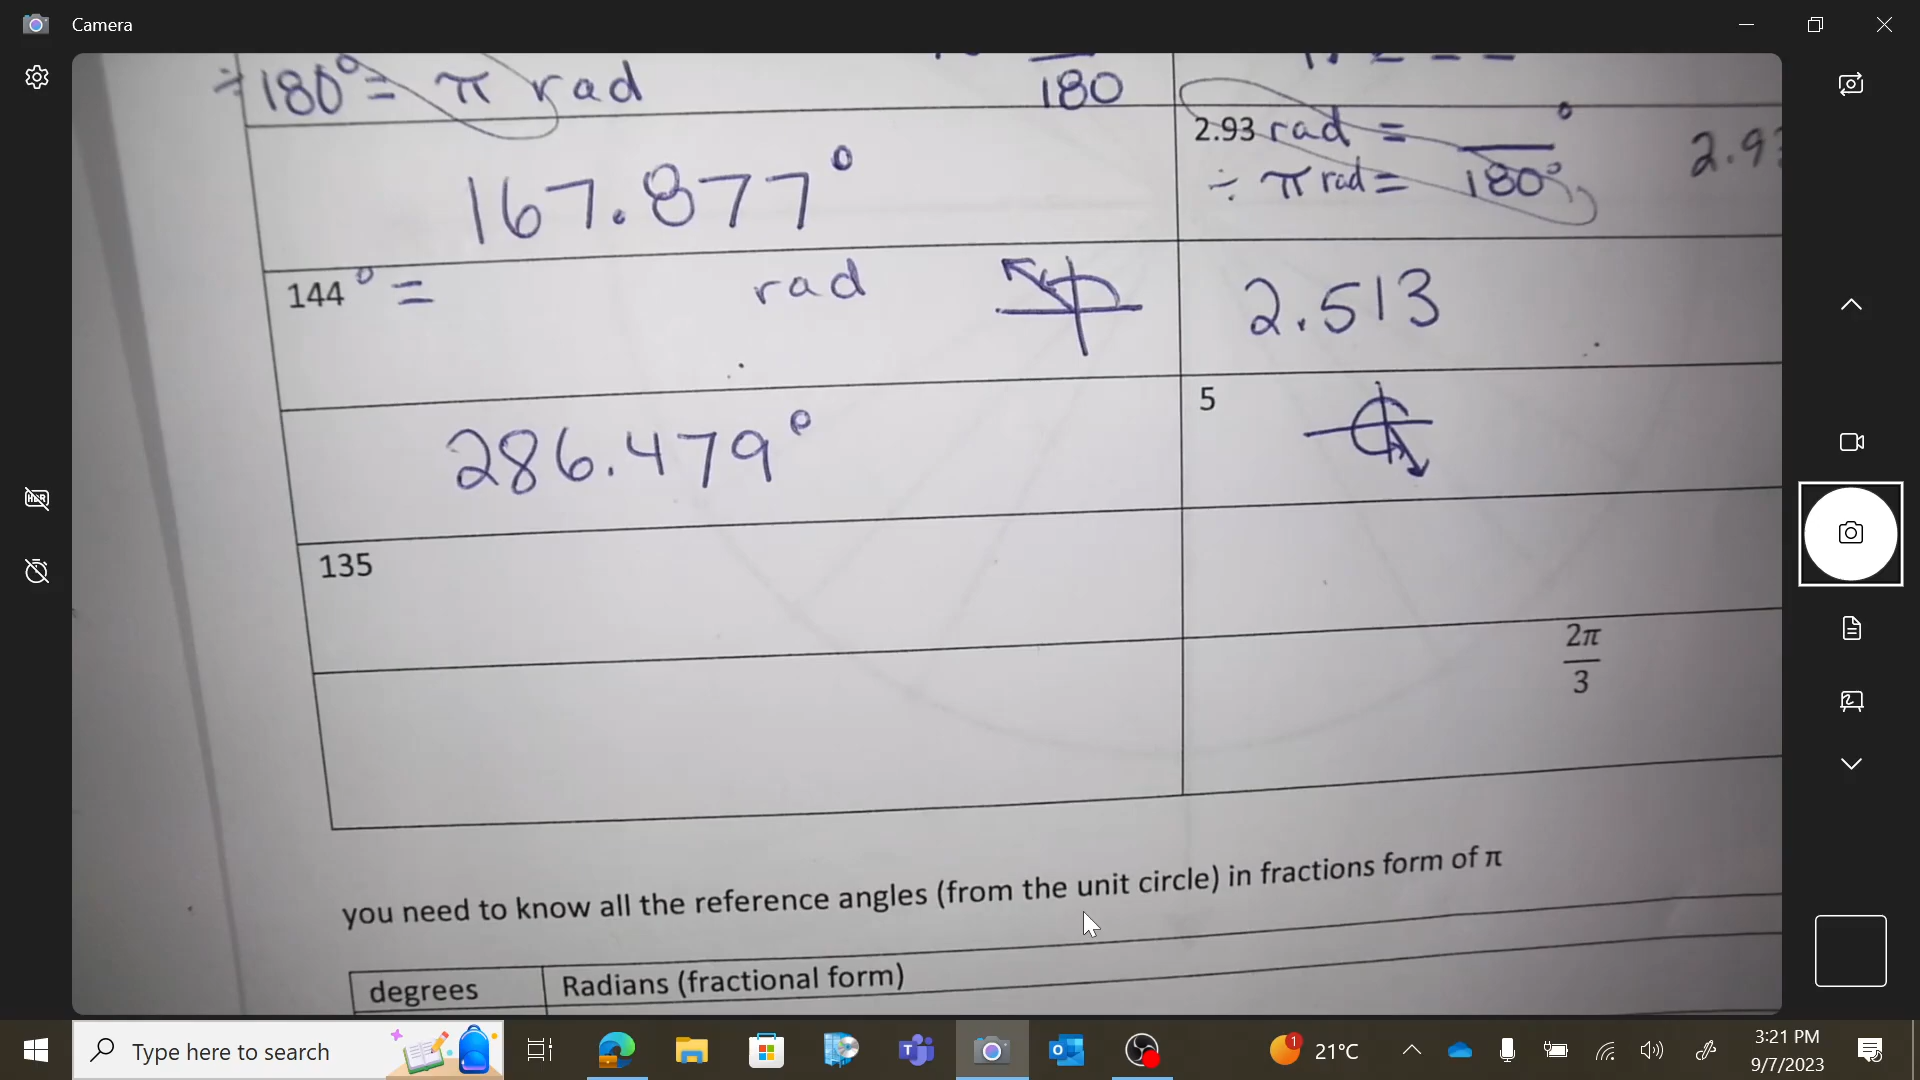 Camera
÷ 180° = π rad
180
2.93 rad = °
÷ π rad = 180°
2.93
167.877°
144° = rad
2.513
286.479°
5
135
2π
3
you need to know all the reference angles (from the unit circle) in fractions form of π
degrees
Radians (fractional form)
Type here to search
1
21°C
3:21 PM
9/7/2023